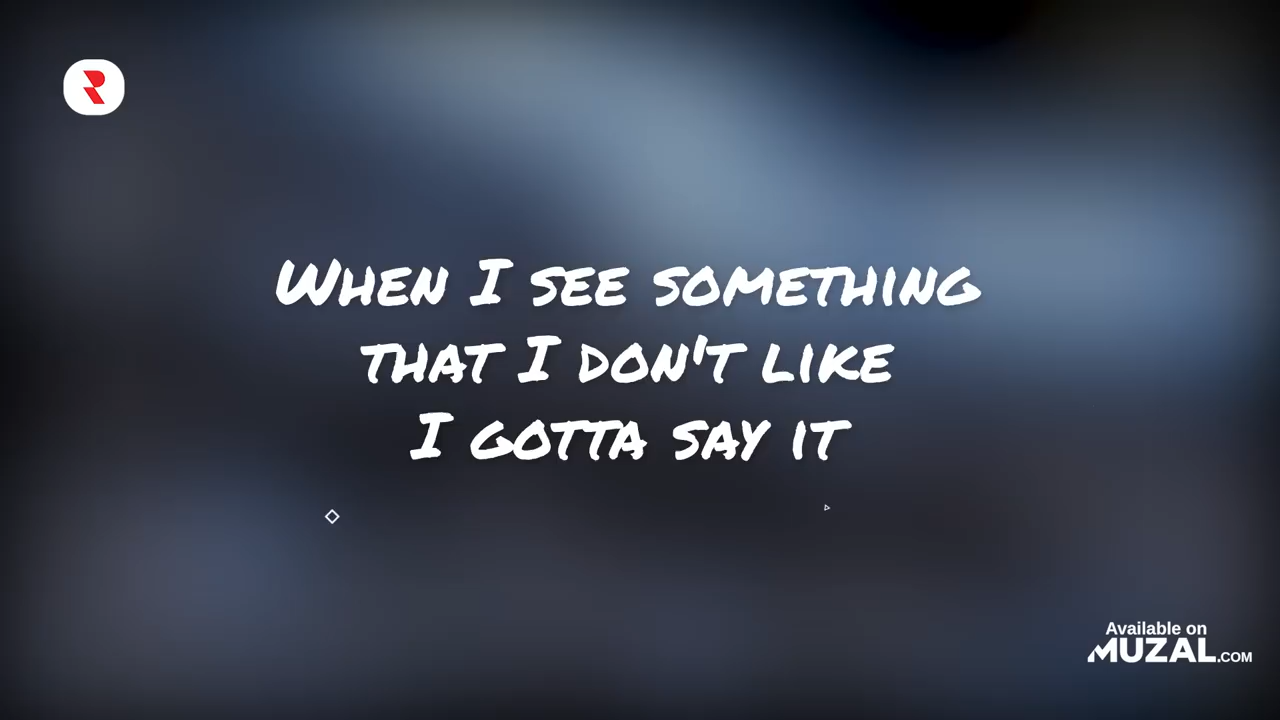 When I see something
that I don't like
I gotta say it
Available on
MUZAL.COM